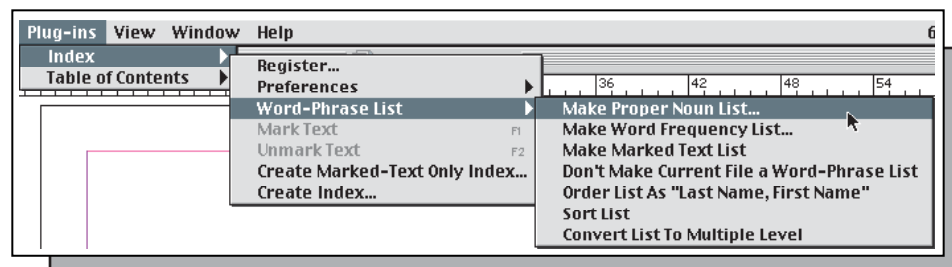 Plug-ins View Window Help 6
Index
Table of Contents
Register...
Preferences
Word-Phrase List
Mark Text F1
Unmark Text F2
Create Marked-Text Only Index...
Create Index...
36 42 48 54
Make Proper Noun List...
Make Word Frequency List...
Make Marked Text List
Don't Make Current File a Word-Phrase List
Order List As "Last Name, First Name"
Sort List
Convert List To Multiple Level